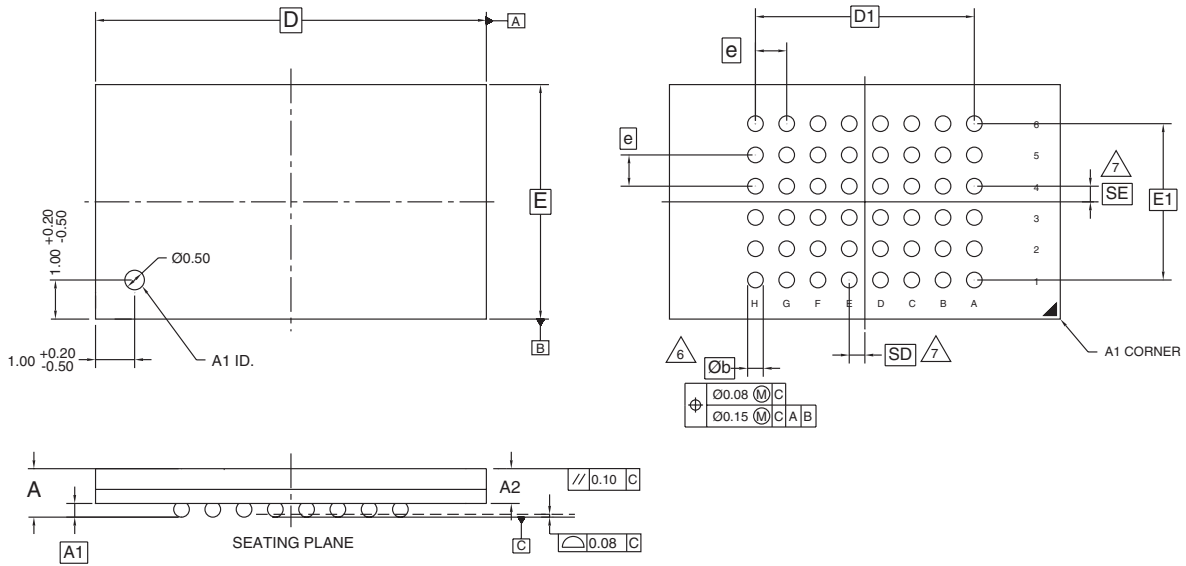 D
A
D1
e
6
5
4
3
2
1
H G F E D C B A
e
7
SE
E1
E
1.00 +0.20 -0.50
Ø0.50
A1 ID.
1.00 +0.20 -0.50
B
6
Øb
SD
7
A1 CORNER
Ø0.08 Ⓜ C
Ø0.15 Ⓜ C A B
A
A1
A2
// 0.10 C
SEATING PLANE
C
0.08 C